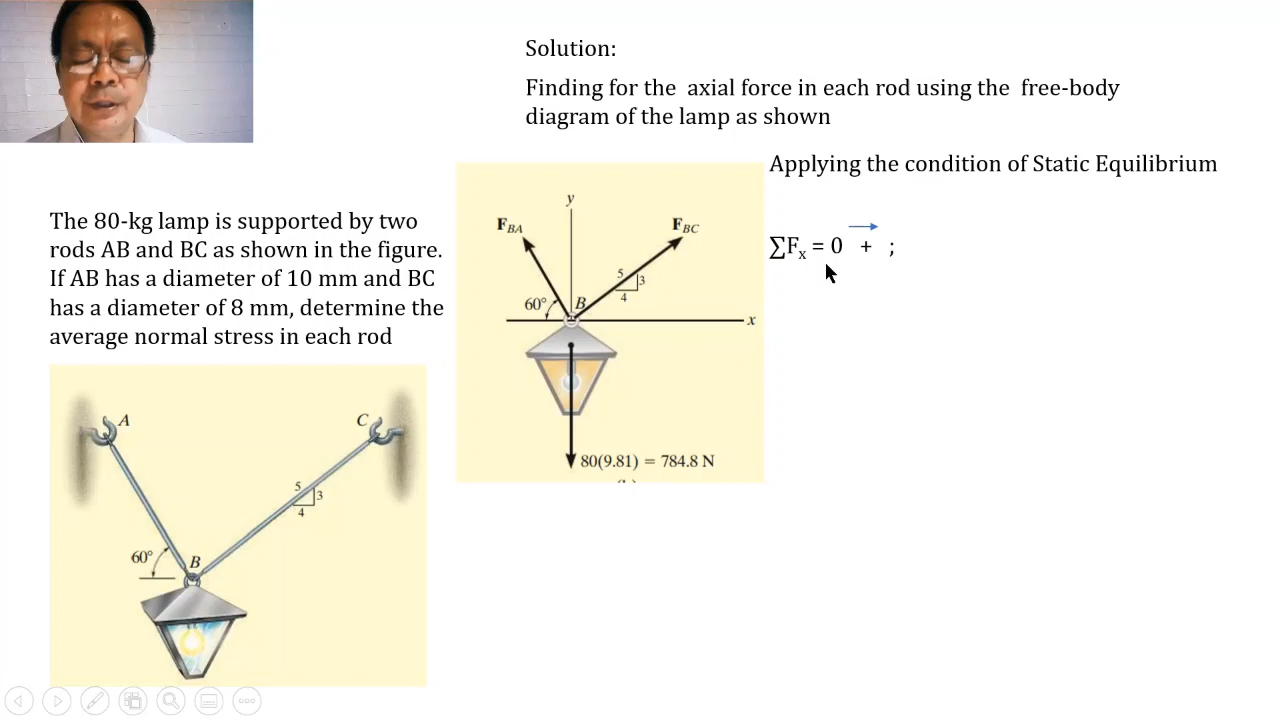 Solution:
Finding for the axial force in each rod using the free-body
diagram of the lamp as shown
Applying the condition of Static Equilibrium
∑Fx = 0 + ;
The 80-kg lamp is supported by two
rods AB and BC as shown in the figure.
If AB has a diameter of 10 mm and BC
has a diameter of 8 mm, determine the
average normal stress in each rod
y
F_BA
F_BC
5
3
4
60°
B
x
80(9.81) = 784.8 N
A
C
5
3
4
60°
B